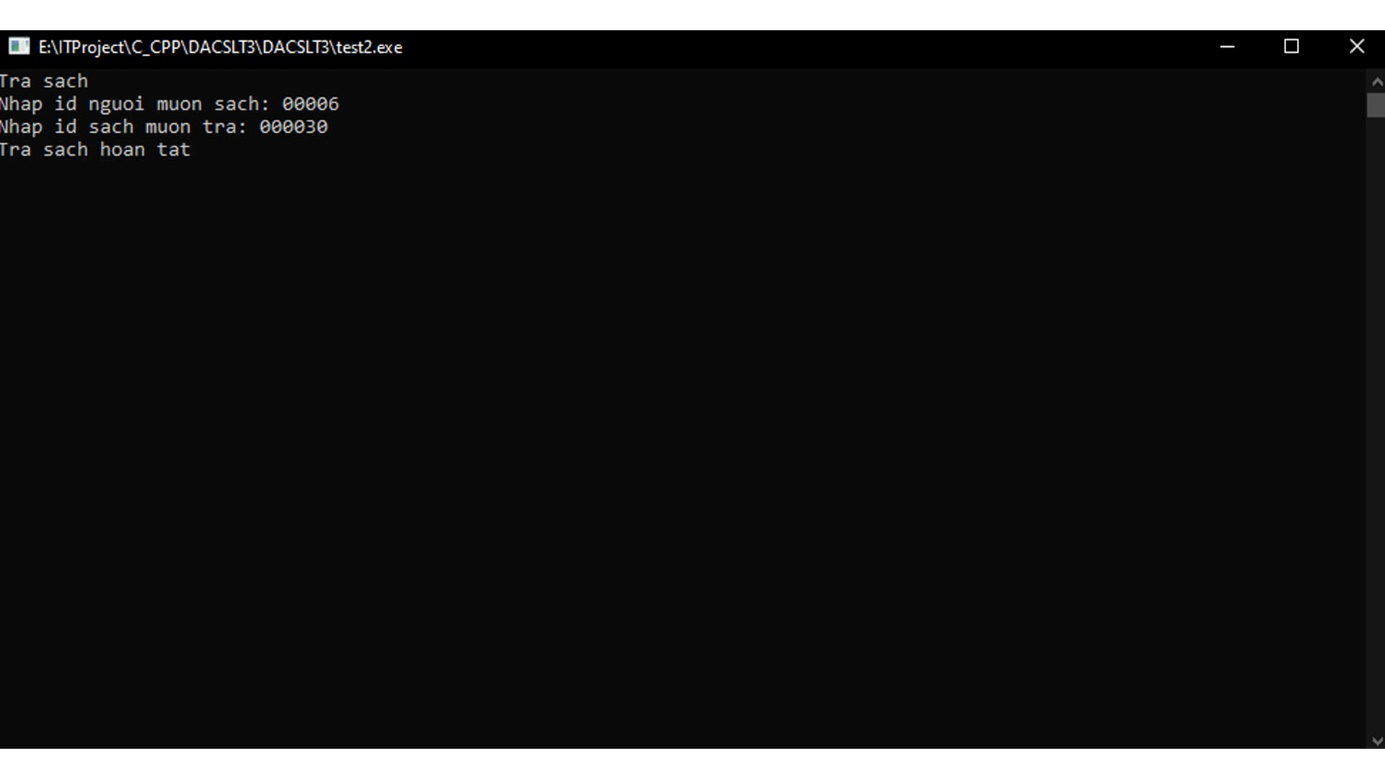 E:\ITProject\C_CPP\DACSLT3\DACSLT3\test2.exe
Tra sach
Nhap id nguoi muon sach: 00006
Nhap id sach muon tra: 000030
Tra sach hoan tat